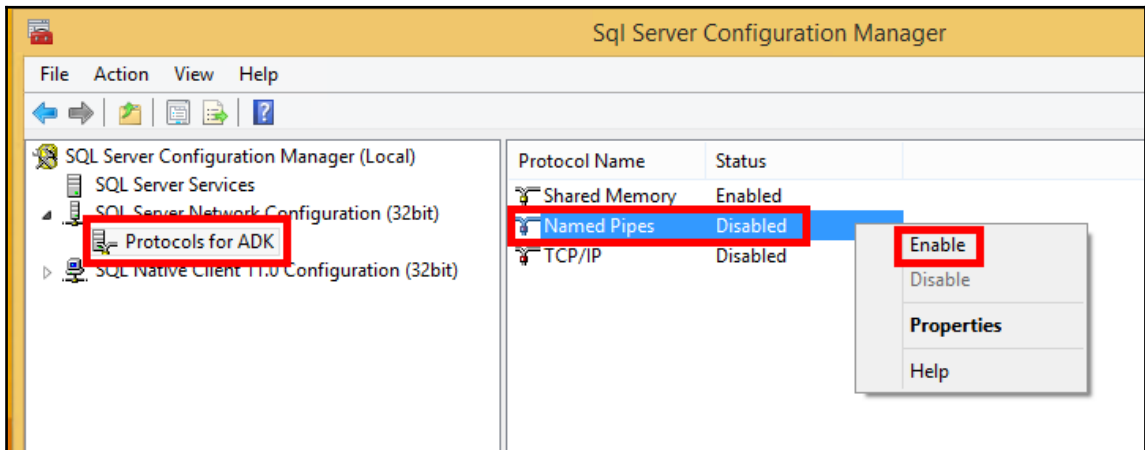 Sql Server Configuration Manager
File Action View Help
SQL Server Configuration Manager (Local)
SQL Server Services
SQL Server Network Configuration (32bit)
Protocols for ADK
SQL Native Client 11.0 Configuration (32bit)
Protocol Name Status
Shared Memory Enabled
Named Pipes Disabled
TCP/IP Disabled
Enable
Disable
Properties
Help